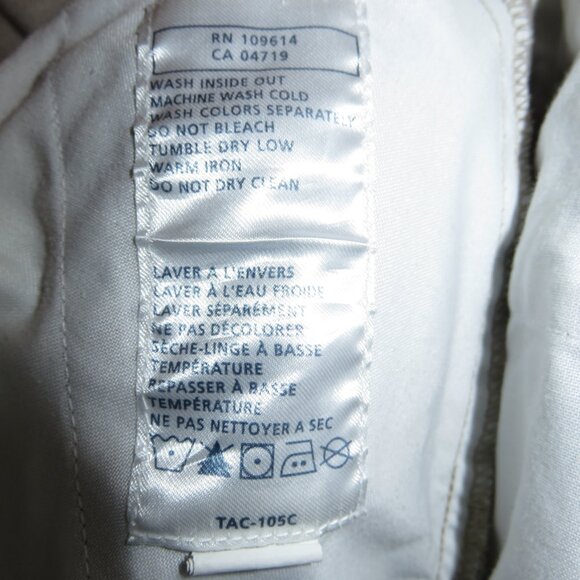 RN 109614
CA 04719
WASH INSIDE OUT
MACHINE WASH COLD
WASH COLORS SEPARATELY
DO NOT BLEACH
TUMBLE DRY LOW
WARM IRON
DO NOT DRY CLEAN
LAVER À L'ENVERS
LAVER À L'EAU FROIDE
LAVER SÉPARÉMENT
NE PAS DÉCOLORER
SÈCHE-LINGE À BASSE
TEMPÉRATURE
REPASSER À BASSE
TEMPÉRATURE
NE PAS NETTOYER A SEC
TAC-105C